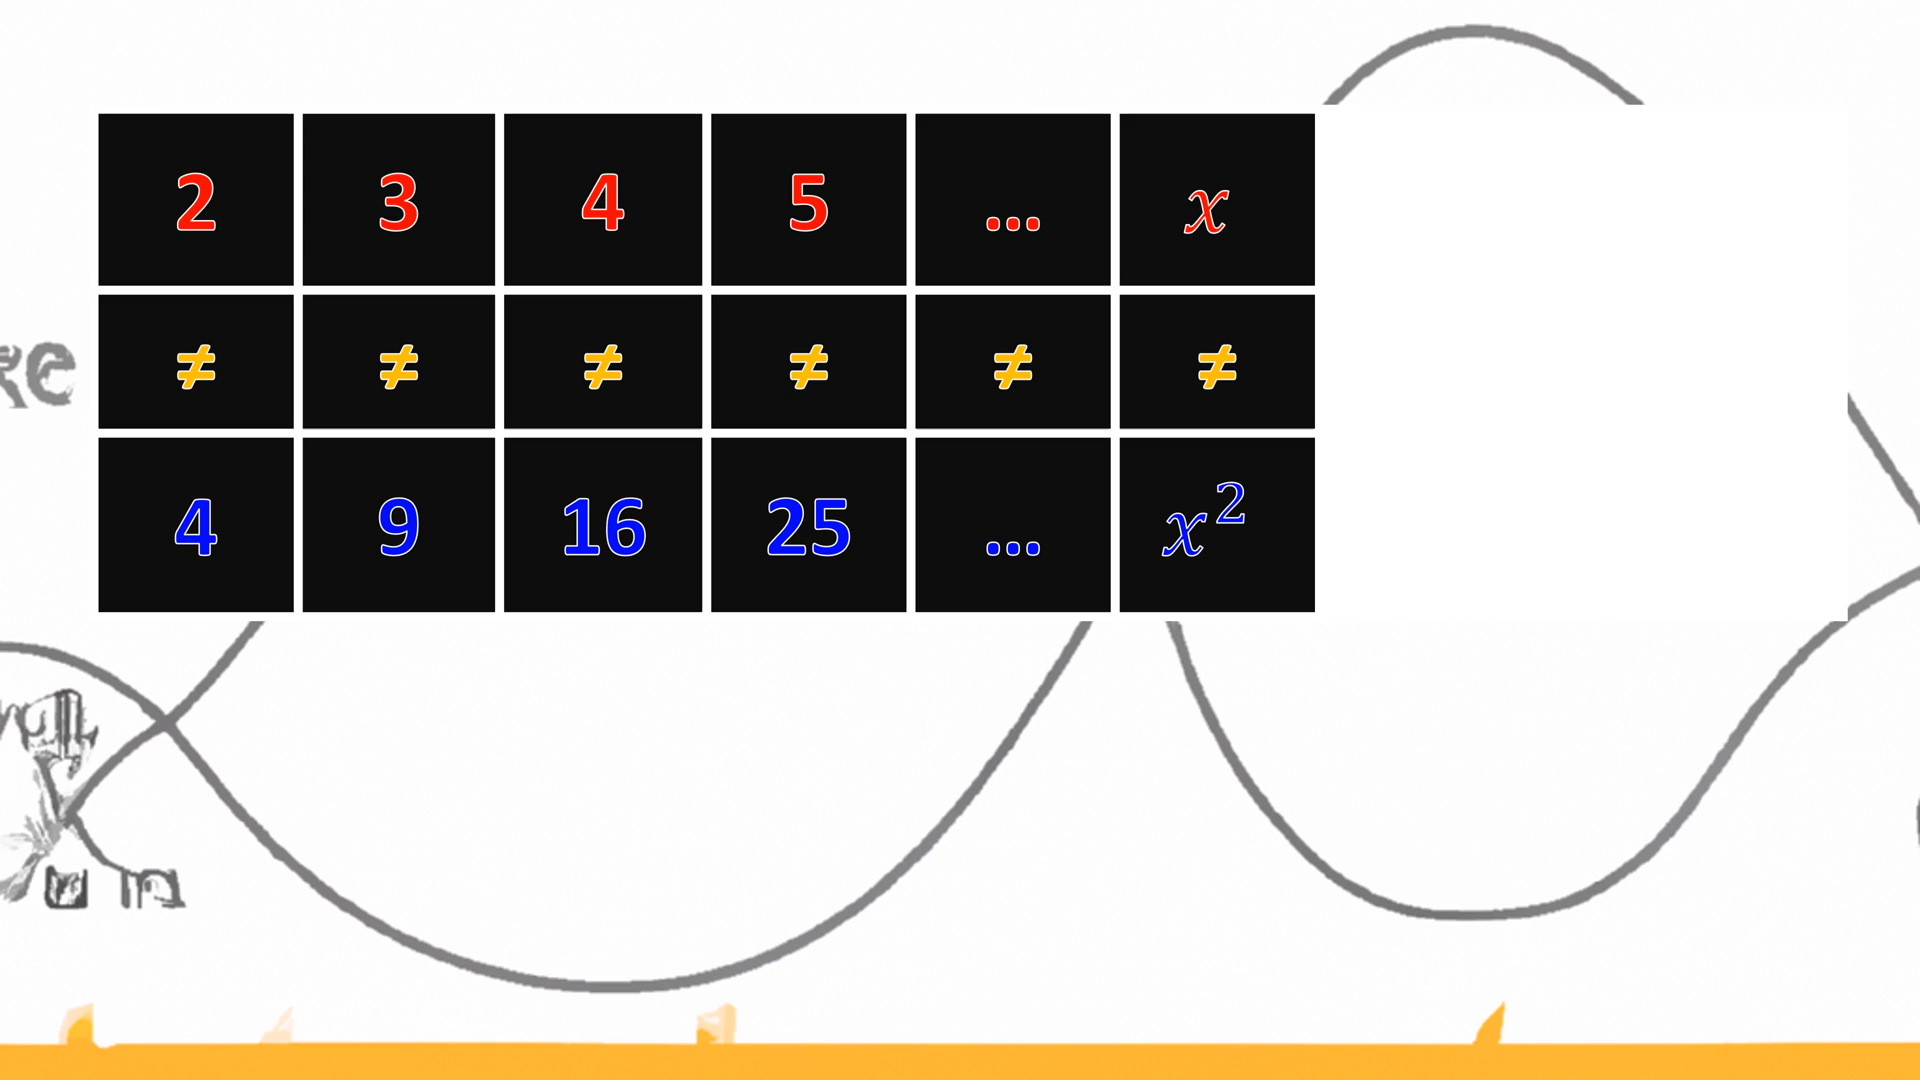 2 3 4 5 ... x
≠ ≠ ≠ ≠ ≠ ≠
4 9 16 25 ... x²